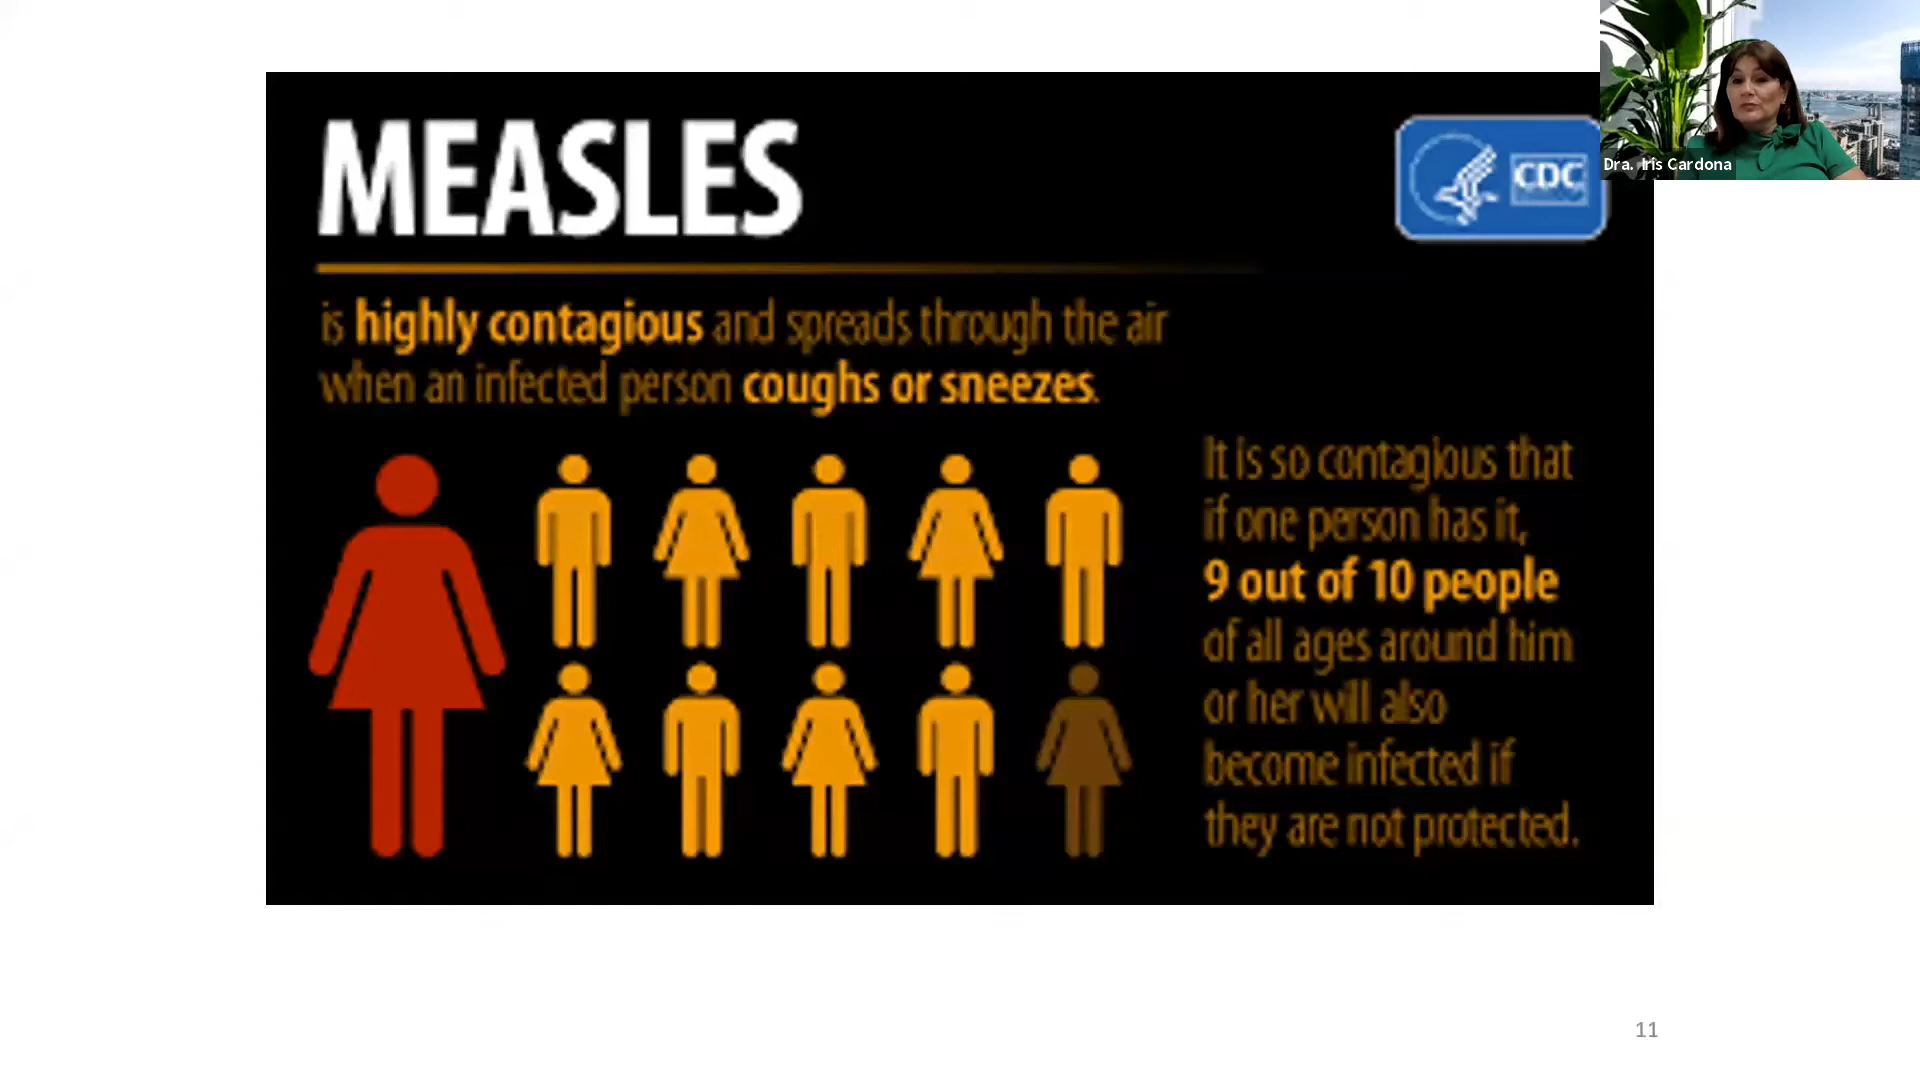 MEASLES
CDC
Dra. Iris Cardona
is highly contagious and spreads through the air
when an infected person coughs or sneezes.
It is so contagious that
if one person has it,
9 out of 10 people
of all ages around him
or her will also
become infected if
they are not protected.
11